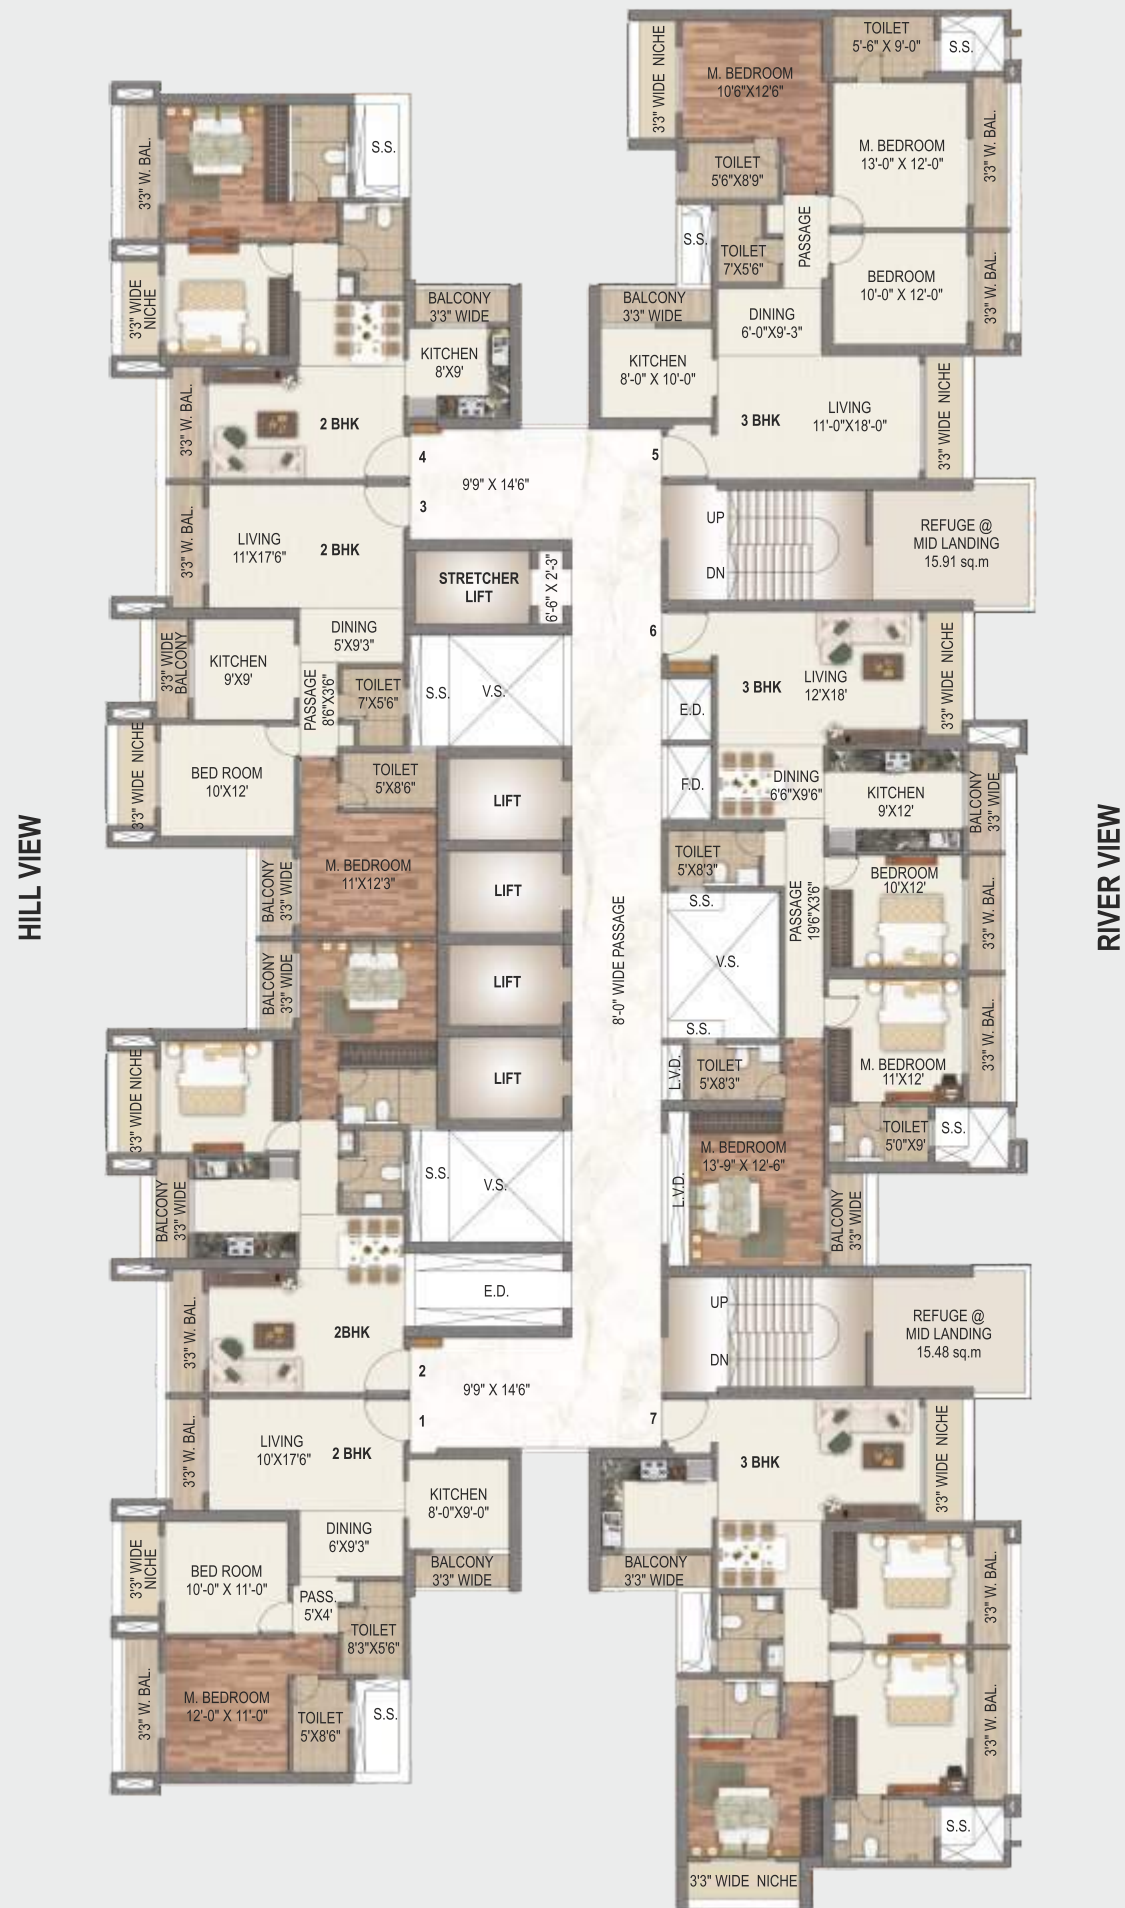 HILL VIEW
RIVER VIEW
3'3" W. BAL.
S.S.
3'3" WIDE
NICHE
BALCONY
3'3" WIDE
KITCHEN
8'X9'
3'3" W. BAL.
2 BHK
4
9'9" X 14'6"
3
3'3" W. BAL.
LIVING
11'X17'6"
2 BHK
STRETCHER
LIFT
6'-6" X 2'-3"
DINING
5'X9'3"
3'3" WIDE
BALCONY
KITCHEN
9'X9'
PASSAGE
8'6"X3'6"
TOILET
7'X5'6"
S.S.
V.S.
3'3" WIDE NICHE
BED ROOM
10'X12'
TOILET
5'X8'6"
LIFT
M. BEDROOM
11'X12'3"
BALCONY
3'3" WIDE
LIFT
BALCONY
3'3" WIDE
LIFT
LIFT
3'3" WIDE NICHE
BALCONY
3'3" WIDE
S.S.
V.S.
E.D.
3'3" W. BAL.
2BHK
2
9'9" X 14'6"
1
3'3" W. BAL.
LIVING
10'X17'6"
2 BHK
KITCHEN
8'-0"X9'-0"
BALCONY
3'3" WIDE
DINING
6'X9'3"
3'3" WIDE
NICHE
BED ROOM
10'-0" X 11'-0"
PASS.
5'X4'
TOILET
8'3"X5'6"
3'3" W. BAL.
M. BEDROOM
12'-0" X 11'-0"
TOILET
5'X8'6"
S.S.
8'-0" WIDE PASSAGE
3'3" WIDE NICHE
M. BEDROOM
10'6"X12'6"
TOILET
5'-6" X 9'-0"
S.S.
M. BEDROOM
13'-0" X 12'-0"
3'3" W. BAL.
TOILET
5'6"X8'9"
S.S.
TOILET
7'X5'6"
PASSAGE
BEDROOM
10'-0" X 12'-0"
3'3" W. BAL.
BALCONY
3'3" WIDE
DINING
6'-0"X9'-3"
KITCHEN
8'-0" X 10'-0"
3 BHK
LIVING
11'-0"X18'-0"
3'3" WIDE NICHE
5
UP
DN
REFUGE @
MID LANDING
15.91 sq.m
6
3 BHK
LIVING
12'X18'
3'3" WIDE NICHE
E.D.
F.D.
DINING
6'6"X9'6"
KITCHEN
9'X12'
BALCONY
3'3" WIDE
TOILET
5'X8'3"
PASSAGE
19'6"X3'6"
BEDROOM
10'X12'
3'3" W. BAL.
S.S.
V.S.
S.S.
M. BEDROOM
11'X12'
3'3" W. BAL.
L.V.D.
TOILET
5'X8'3"
TOILET
5'0"X9'
S.S.
L.V.D.
M. BEDROOM
13'-9" X 12'-6"
BALCONY
3'3" WIDE
UP
DN
REFUGE @
MID LANDING
15.48 sq.m
7
3 BHK
3'3" WIDE NICHE
BALCONY
3'3" WIDE
3'3" W. BAL.
3'3" W. BAL.
S.S.
3'3" WIDE NICHE